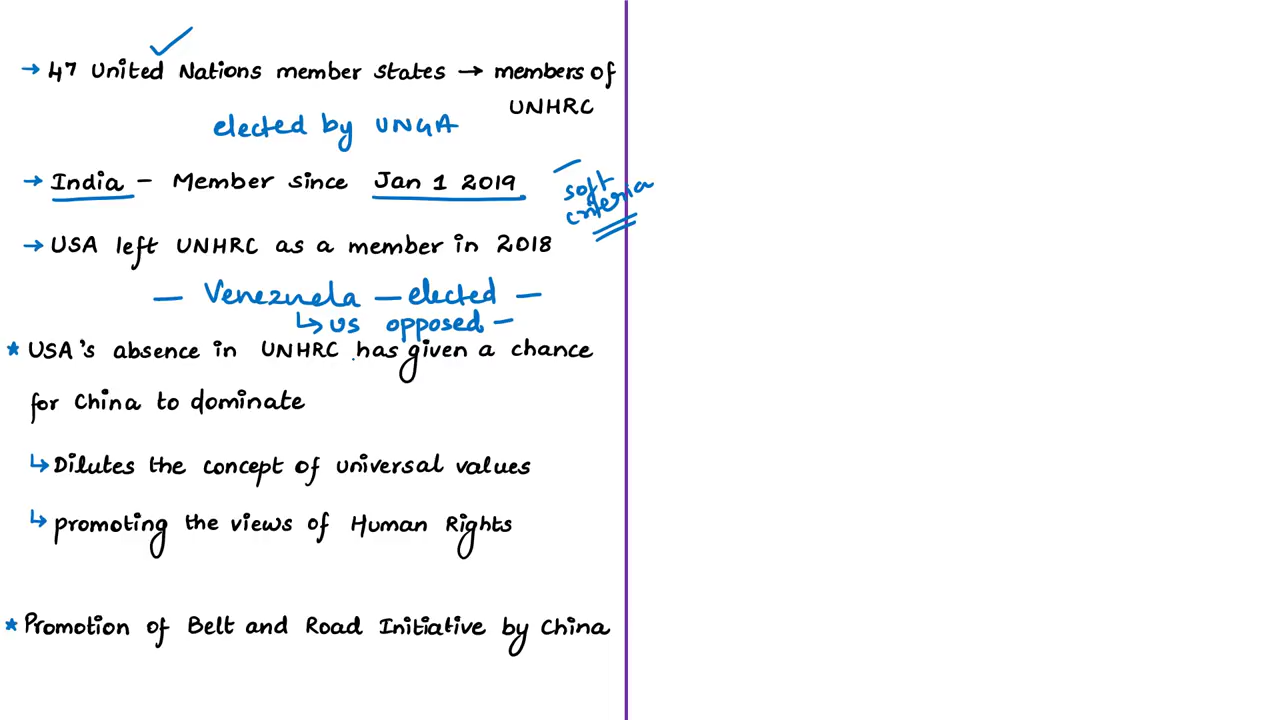 → 47 United Nations member states → members of
UNHRC
elected by UNGA
→ India - Member since Jan 1 2019
soft
criteria
→ USA left UNHRC as a member in 2018
— Venezuela — elected —
↳ US opposed —
* USA's absence in UNHRC has given a chance
for China to dominate
↳ Dilutes the concept of universal values
↳ promoting the views of Human Rights
* Promotion of Belt and Road Initiative by China